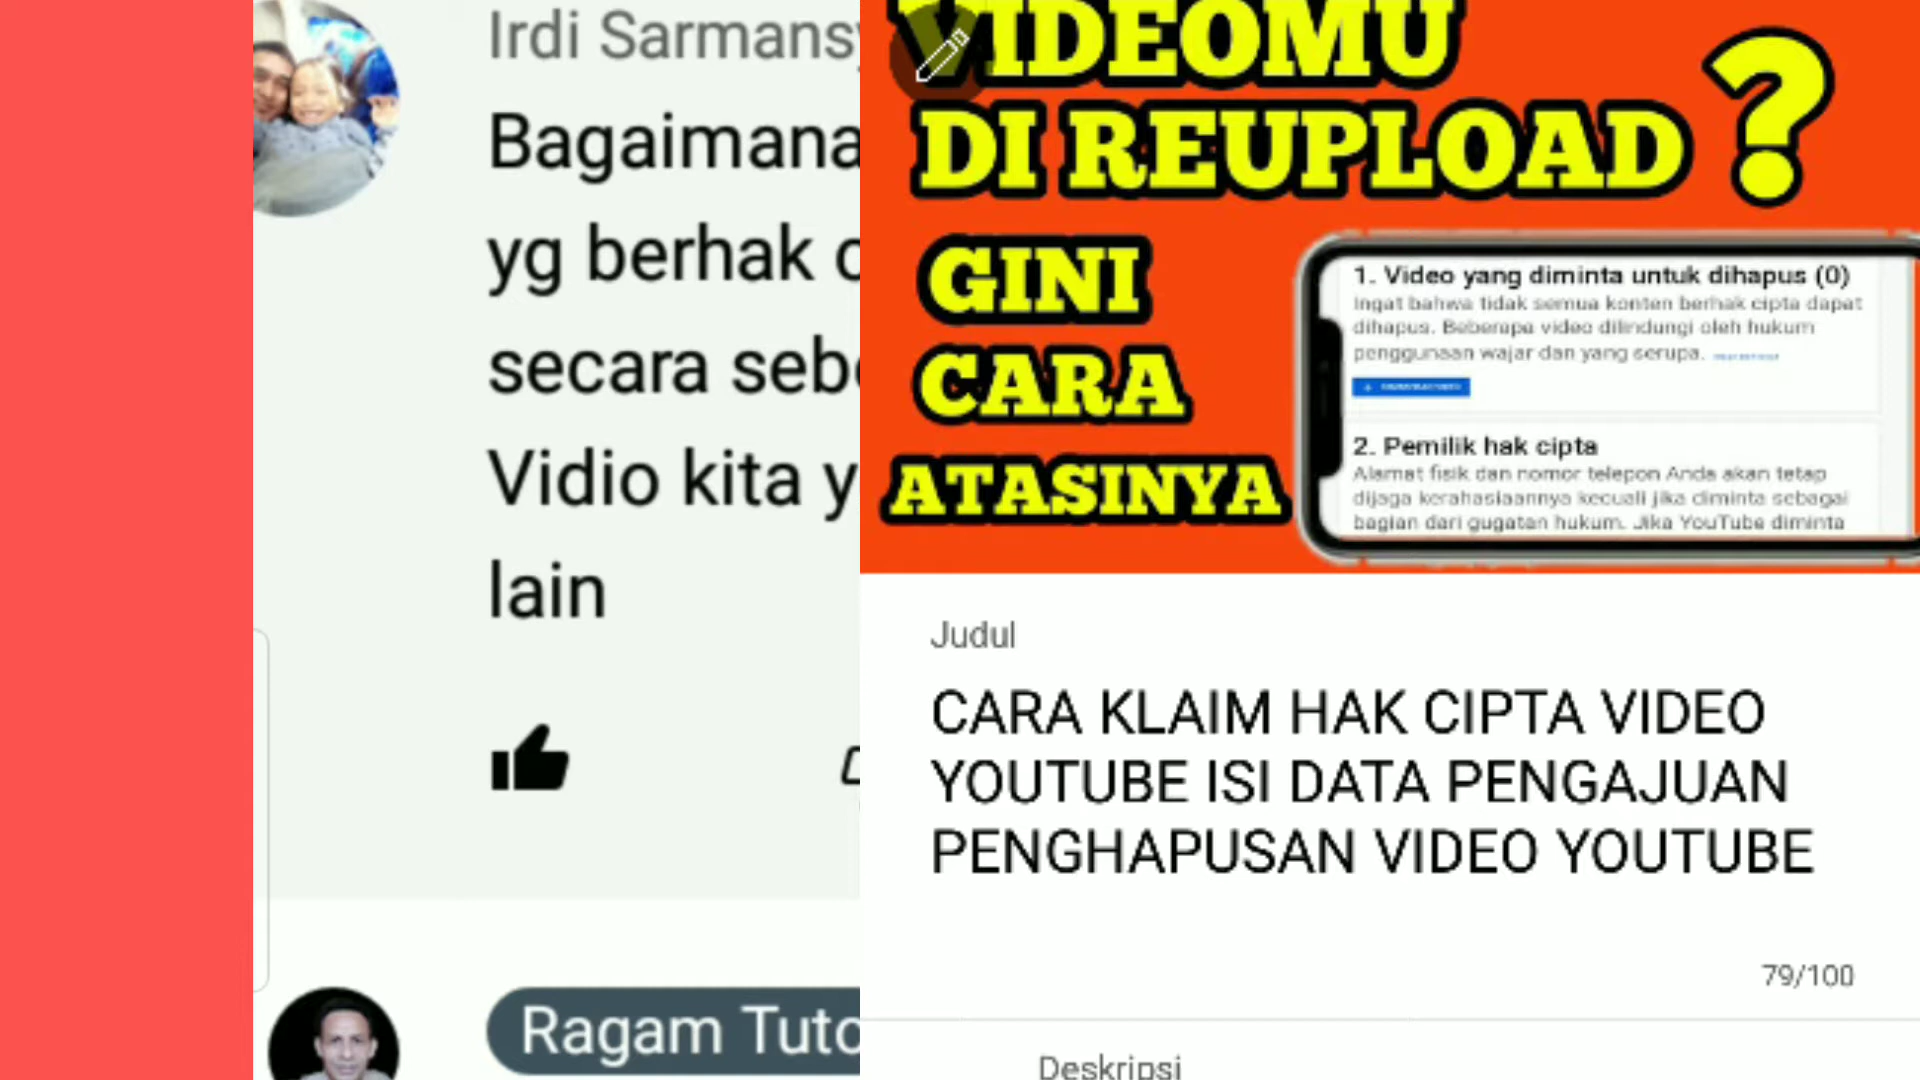 Irdi Sarmansy
Bagaimana
yg berhak
secara seb
Vidio kita y
lain
Ragam Tuto
VIDEOMU
DI REUPLOAD ?
GINI
CARA
ATASINYA
1. Video yang diminta untuk dihapus (0)
Ingat bahwa tidak semua konten berhak cipta dapat
dihapus. Beberapa video dilindungi oleh hukum
penggunaan wajar dan yang serupa.
2. Pemilik hak cipta
Alamat fisik dan nomor telepon Anda akan tetap
dijaga kerahasiaannya kecuali jika diminta sebagai
bagian dari gugatan hukum. Jika YouTube diminta
Judul
CARA KLAIM HAK CIPTA VIDEO
YOUTUBE ISI DATA PENGAJUAN
PENGHAPUSAN VIDEO YOUTUBE
79/100
Deskripsi